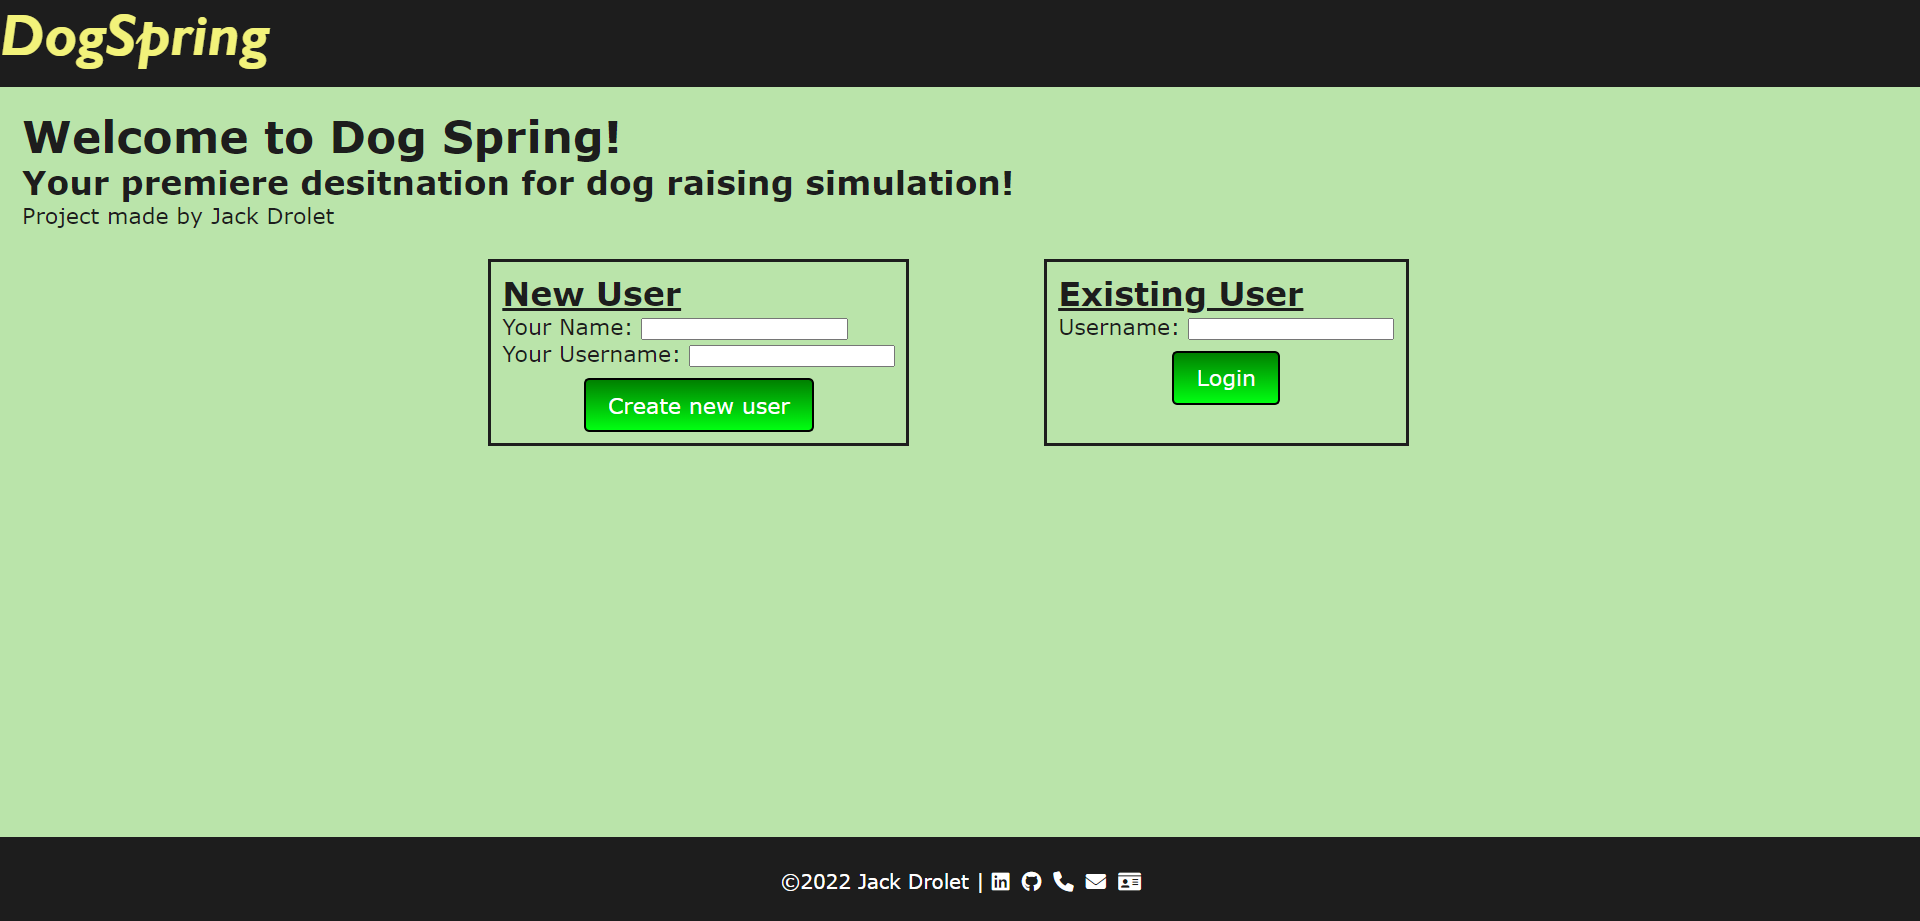 DogSpring
Welcome to Dog Spring!
Your premiere desitnation for dog raising simulation!
Project made by Jack Drolet
New User
Your Name:
Your Username:
Create new user
Existing User
Username:
Login
©2022 Jack Drolet |